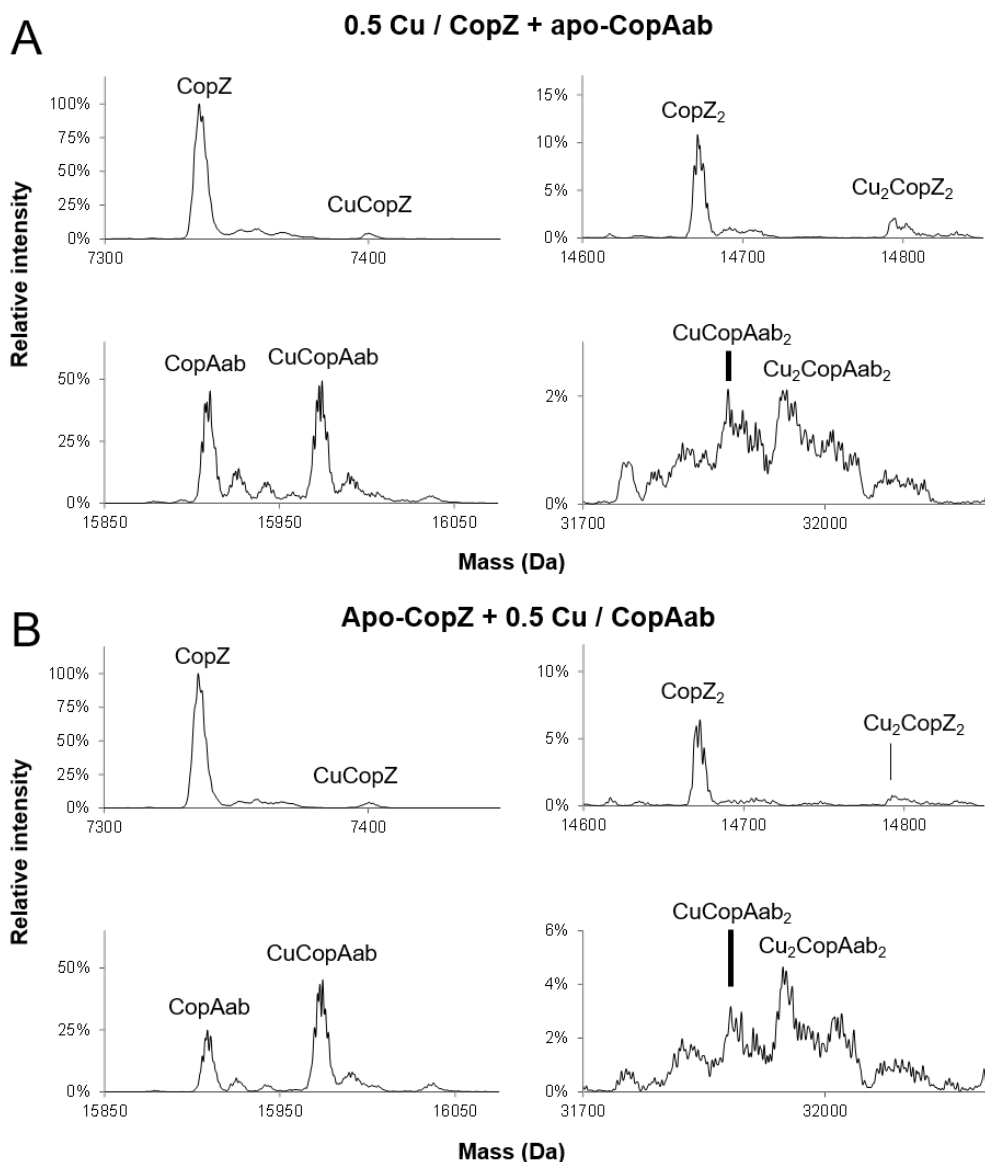 A
0.5 Cu / CopZ + apo-CopAab
Relative intensity
CopZ
CuCopZ
100%
75%
50%
25%
0%
7300
7400
CopZ₂
Cu₂CopZ₂
15%
10%
5%
0%
14600
14700
14800
CopAab
CuCopAab
50%
25%
0%
15850
15950
16050
CuCopAab₂
Cu₂CopAab₂
2%
0%
31700
32000
Mass (Da)
B
Apo-CopZ + 0.5 Cu / CopAab
Relative intensity
CopZ
CuCopZ
100%
75%
50%
25%
0%
7300
7400
CopZ₂
Cu₂CopZ₂
10%
5%
0%
14600
14700
14800
CopAab
CuCopAab
50%
25%
0%
15850
15950
16050
CuCopAab₂
Cu₂CopAab₂
6%
4%
2%
0%
31700
32000
Mass (Da)